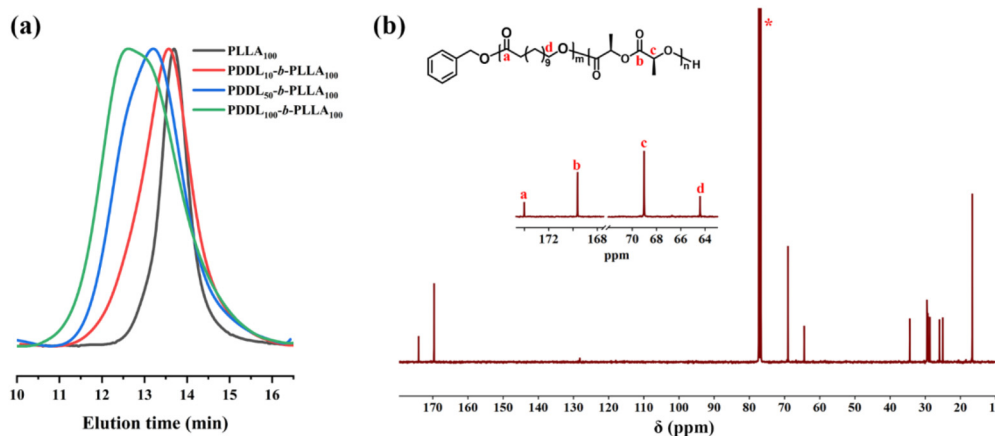 (a)
PLLA100
PDDL10-b-PLLA100
PDDL50-b-PLLA100
PDDL100-b-PLLA100
10 11 12 13 14 15 16
Elution time (min)
(b)
*
O O d O O c
O a 9 O m O b O n H
a b c d
172 168 70 68 66 64
ppm
170 160 150 140 130 120 110 100 90 80 70 60 50 40 30 20 10
δ (ppm)